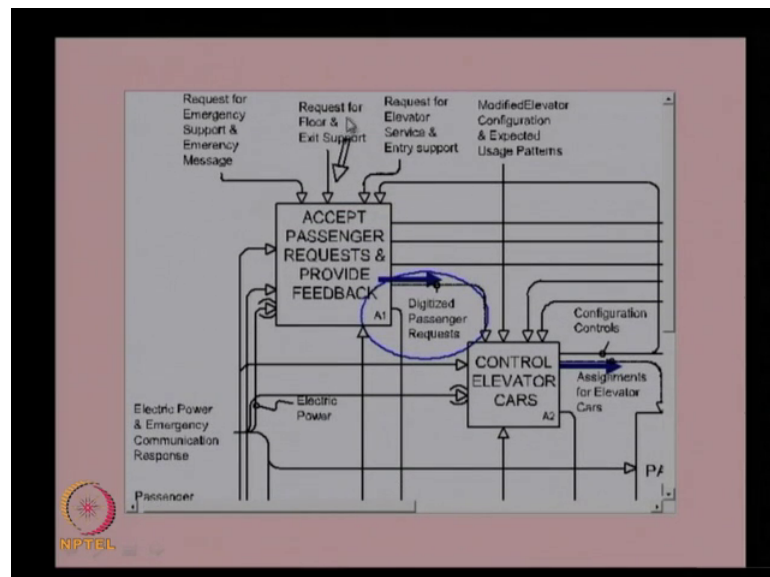 Request for
Emergency
Support &
Emerency
Message
Request for
Floor &
Exit Support
Request for
Elevator
Service &
Entry support
ModifiedElevator
Configuration
& Expected
Usage Patterns
ACCEPT
PASSENGER
REQUESTS &
PROVIDE
FEEDBACK
A1
Digitized
Passenger
Requests
Configuration
Controls
CONTROL
ELEVATOR
CARS
A2
Assignments
for Elevator
Cars
Electric Power
& Emergency
Communication
Response
Electric
Power
PA
Passenger
NPTEL